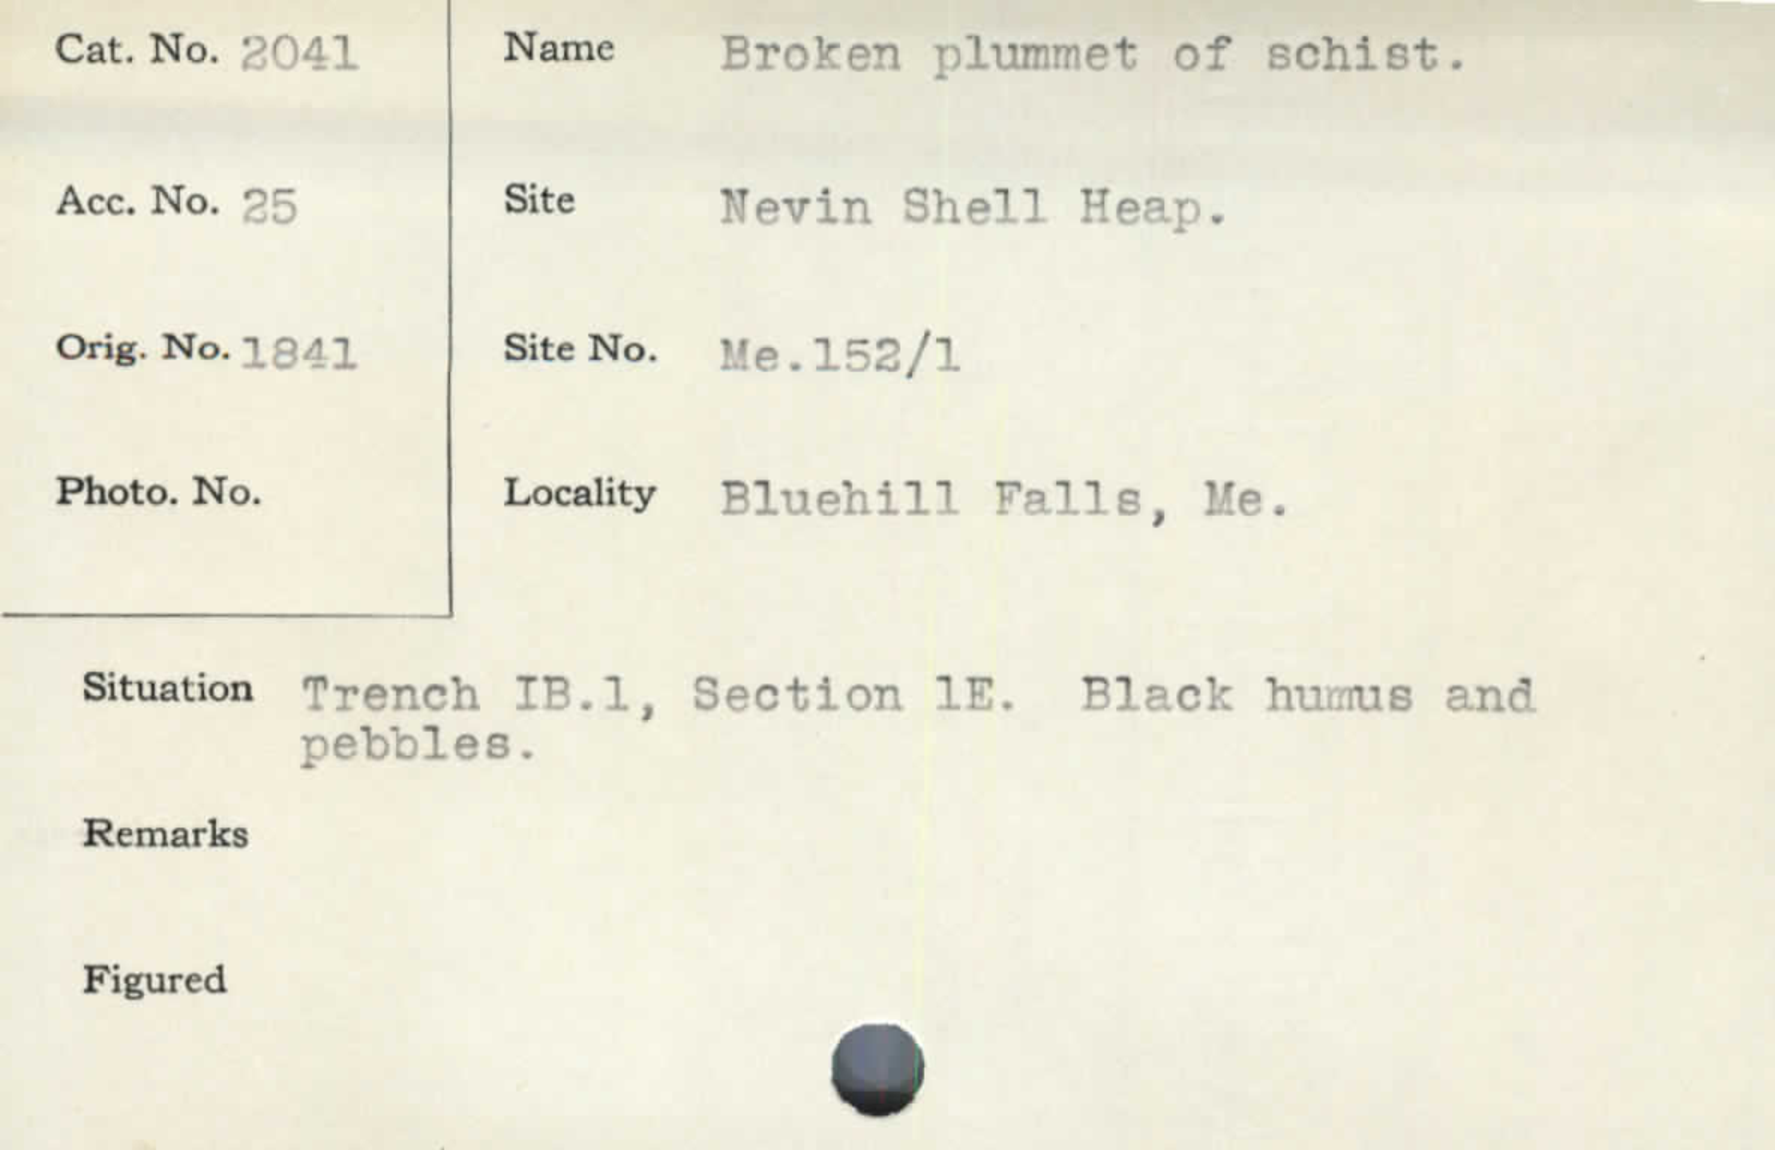 Cat. No. 2041
Name Broken plummet of schist.
Acc. No. 25
Site Nevin Shell Heap.
Orig. No. 1841
Site No. Me.152/1
Photo. No.
Locality Bluehill Falls, Me.
Situation Trench IB.1, Section 1E. Black humus and
pebbles.
Remarks
Figured